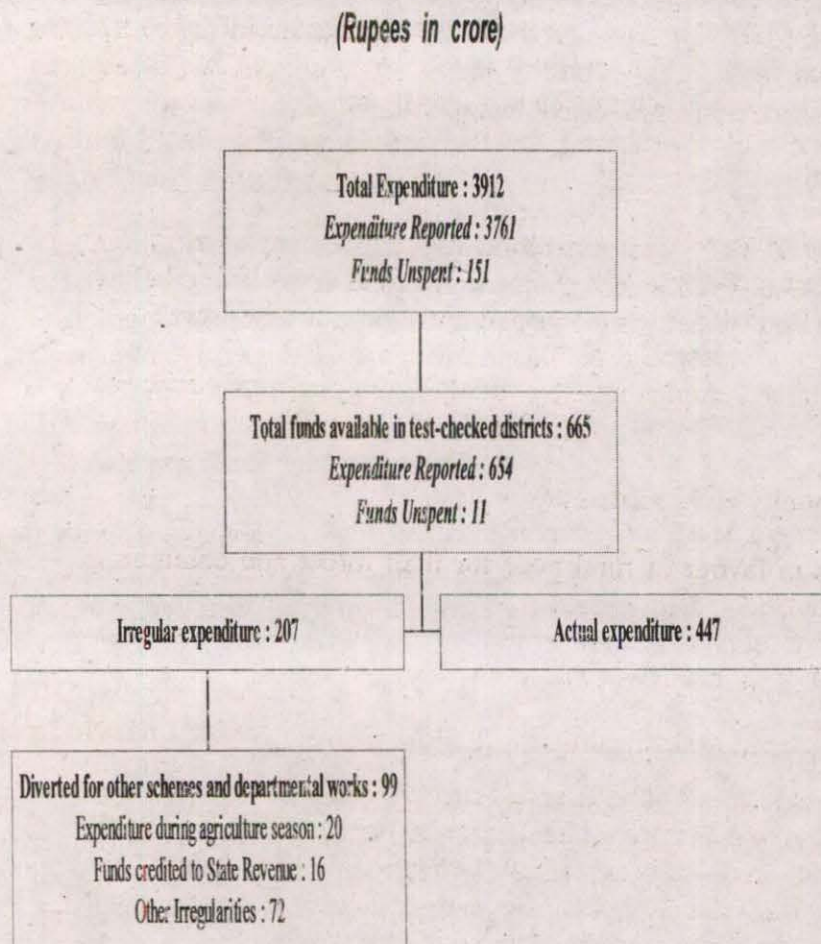 (Rupees in crore)
Total Expenditure : 3912
Expenditure Reported : 3761
Funds Unspent : 151
Total funds available in test-checked districts : 665
Expenditure Reported : 654
Funds Unspent : 11
Irregular expenditure : 207
Actual expenditure : 447
Diverted for other schemes and departmental works : 99
Expenditure during agriculture season : 20
Funds credited to State Revenue : 16
Other Irregularities : 72